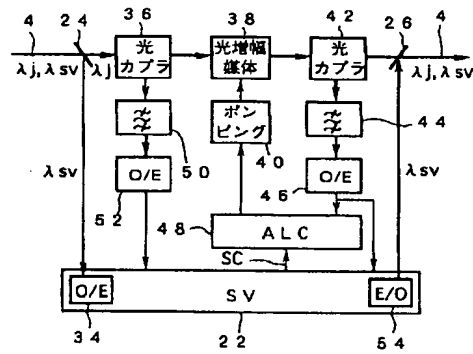 4 24 36 38 42 26 4
λj, λsv λj 光カプラ 光増幅媒体 光カプラ λj, λsv
50 ポンピング 40 44
λsv O/E 52 O/E 46 λsv
48 ALC
SC
O/E SV E/O
34 22 54